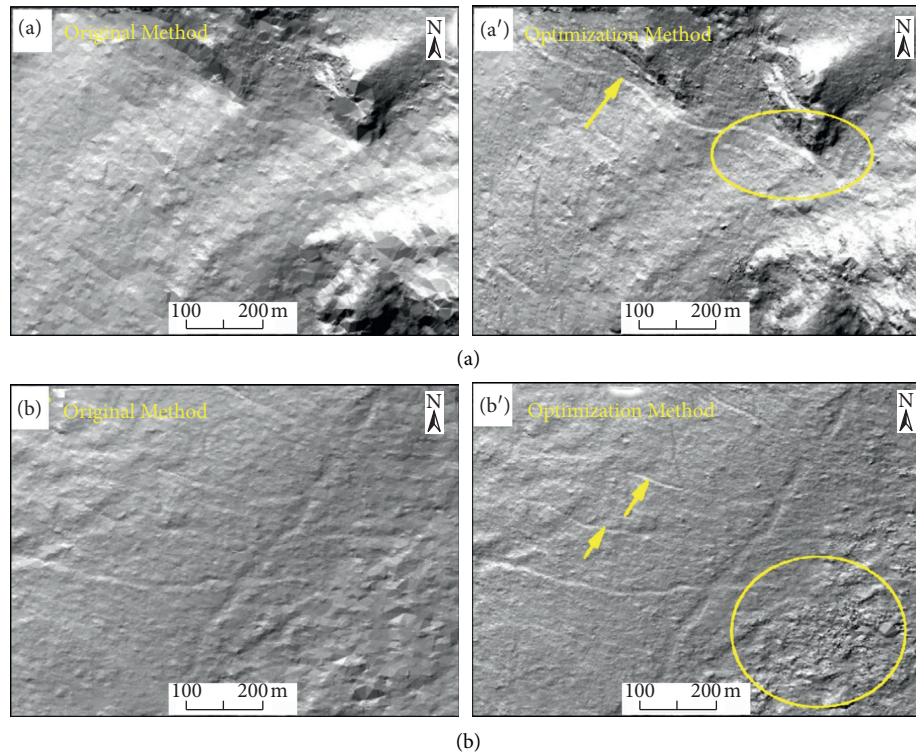 (a) Original Method N
100 200 m
(a′) Optimization Method N
100 200 m
(a)
(b) Original Method N
100 200 m
(b′) Optimization Method N
100 200 m
(b)